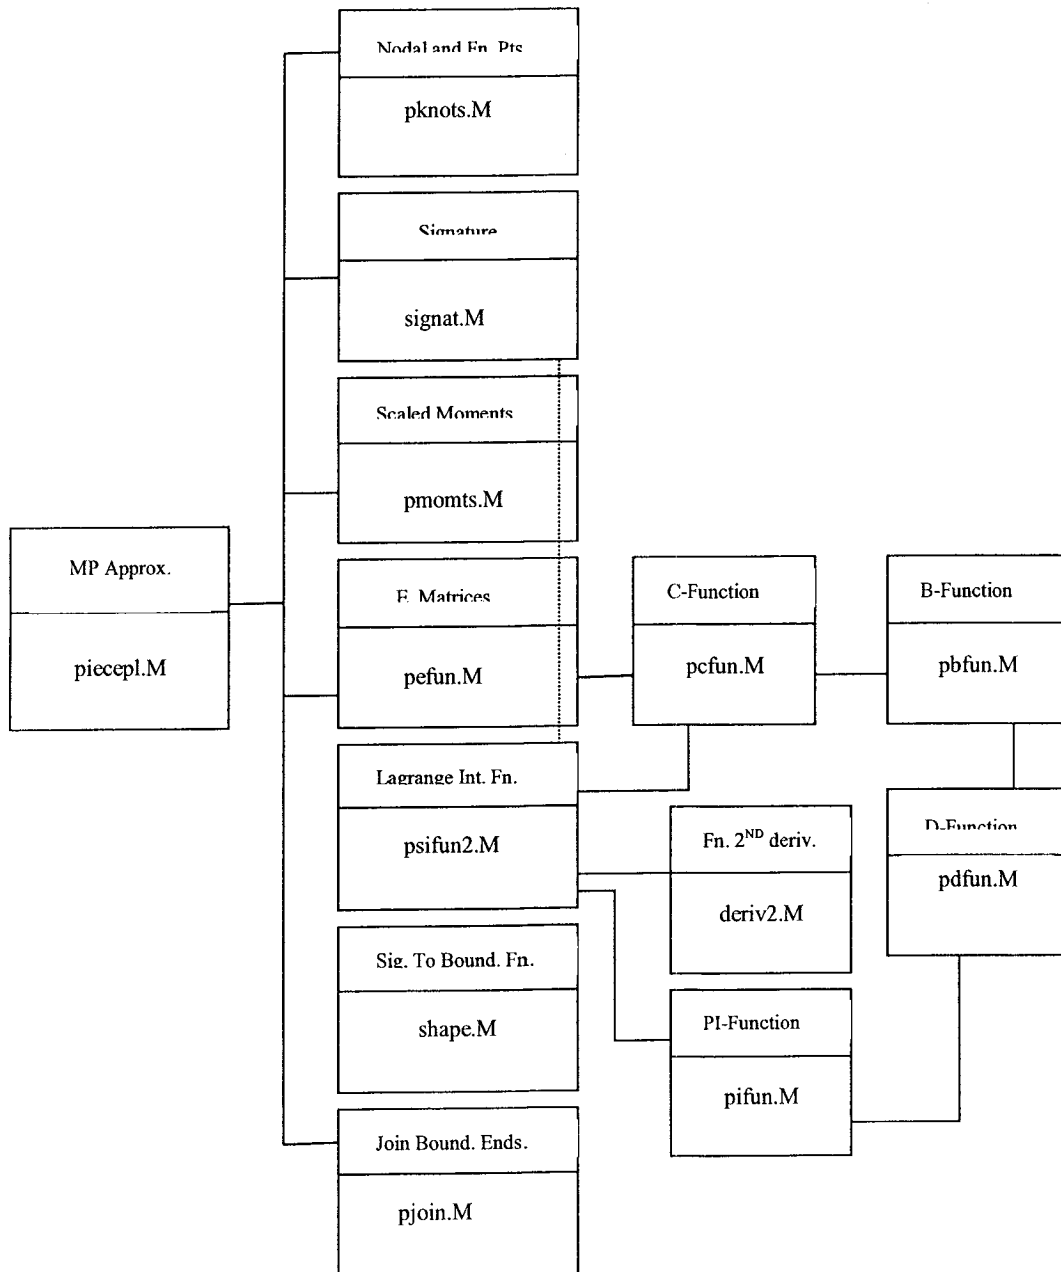 Nodal and Fn. Pts
pknots.M
Signature
signat.M
Scaled Moments
pmomts.M
MP Approx.
piecepl.M
E. Matrices
pefun.M
C-Function
pcfun.M
B-Function
pbfun.M
Lagrange Int. Fn.
psifun2.M
Fn. 2ND deriv.
deriv2.M
D-Function
pdfun.M
Sig. To Bound. Fn.
shape.M
PI-Function
pifun.M
Join Bound. Ends.
pjoin.M